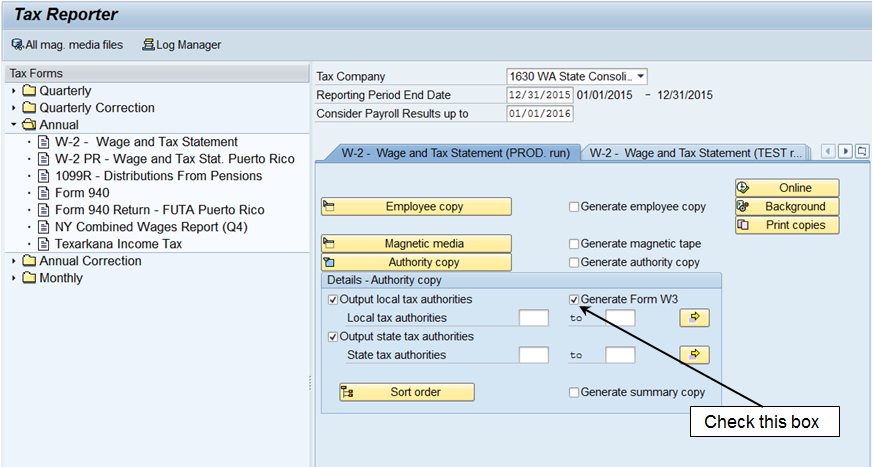 Tax Reporter
All mag. media files Log Manager
Tax Forms
Quarterly
Quarterly Correction
Annual
W-2 - Wage and Tax Statement
W-2 PR - Wage and Tax Stat. Puerto Rico
1099R - Distributions From Pensions
Form 940
Form 940 Return - FUTA Puerto Rico
NY Combined Wages Report (Q4)
Texarkana Income Tax
Annual Correction
Monthly
Tax Company 1630 WA State Consoli..
Reporting Period End Date 12/31/2015 01/01/2015 - 12/31/2015
Consider Payroll Results up to 01/01/2016
W-2 - Wage and Tax Statement (PROD. run) W-2 - Wage and Tax Statement (TEST r...
Employee copy Generate employee copy
Online
Background
Print copies
Magnetic media Generate magnetic tape
Authority copy Generate authority copy
Details - Authority copy
Output local tax authorities Generate Form W3
Local tax authorities to
Output state tax authorities
State tax authorities to
Sort order Generate summary copy
Check this box